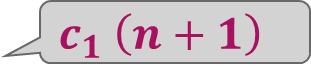 c₁ (n + 1)